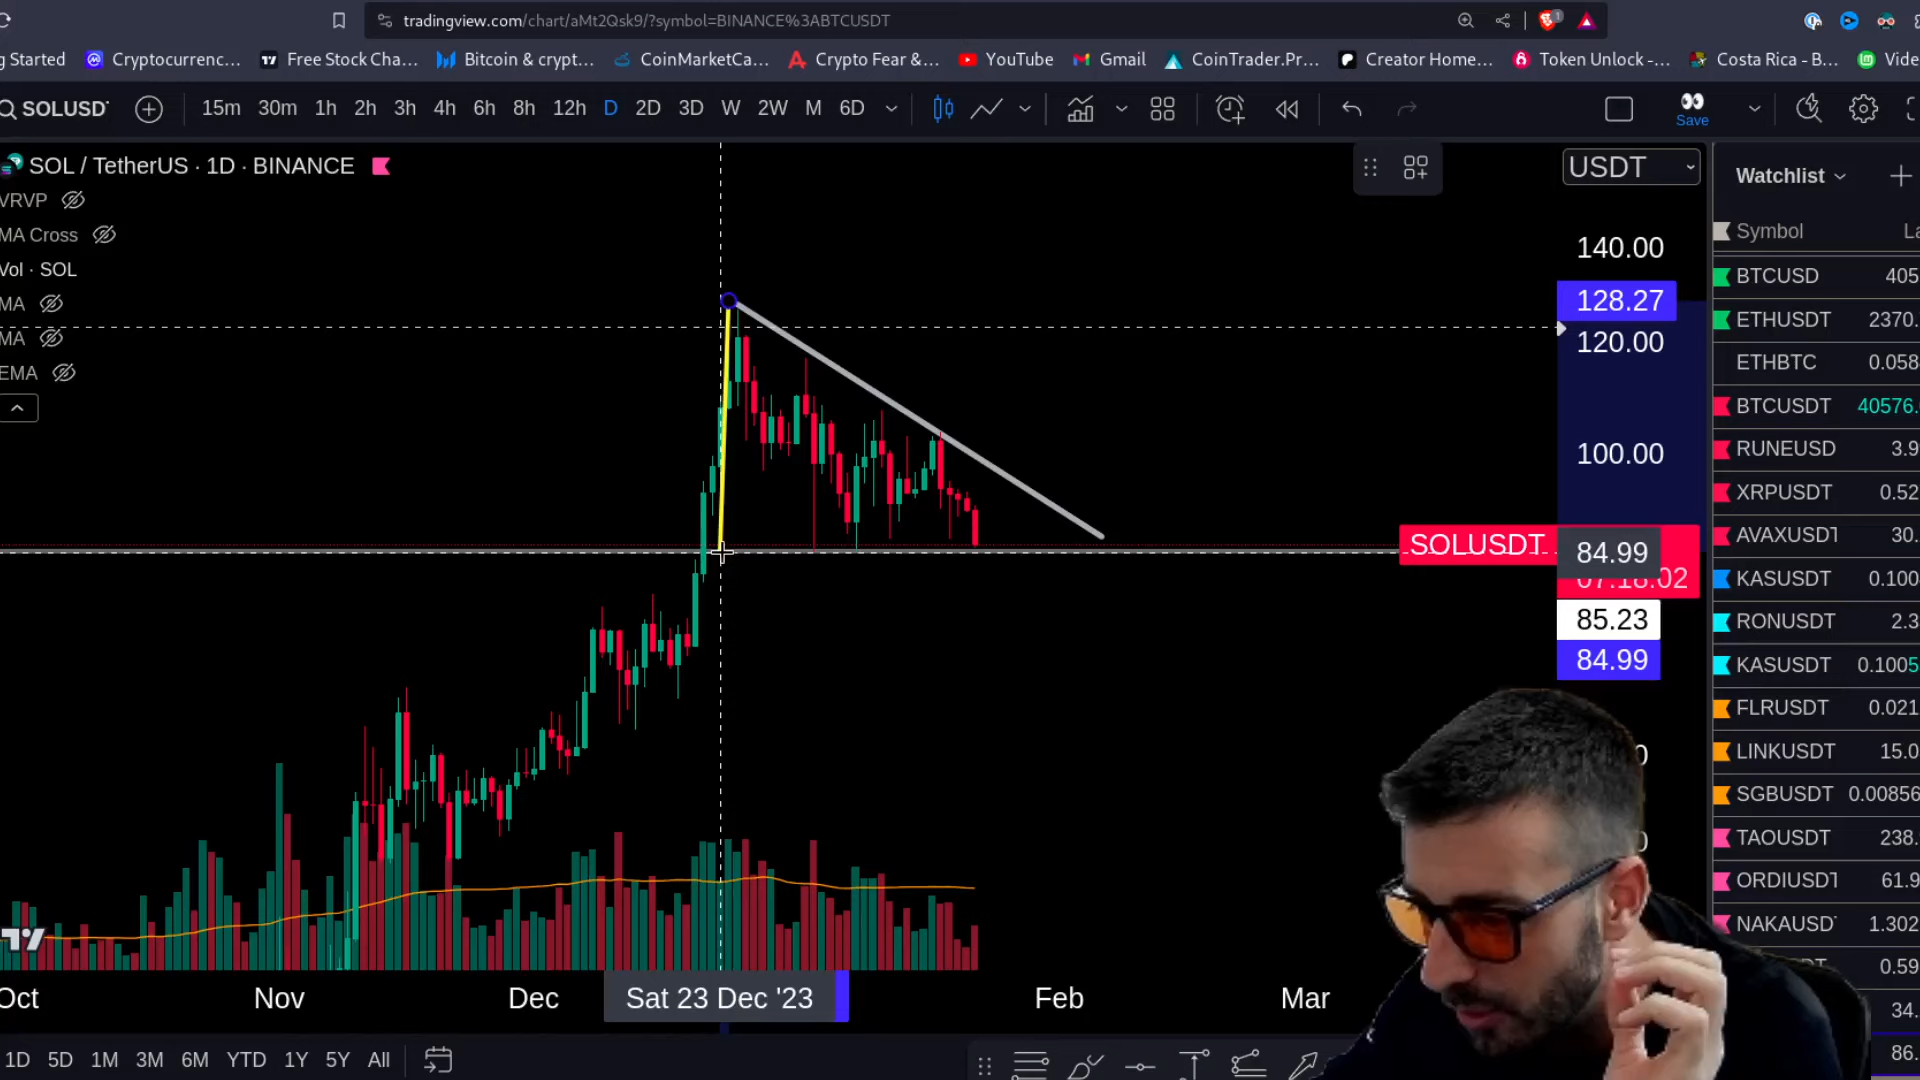 tradingview.com/chart/aMt2Qsk9/?symbol=BINANCE%3ABTCUSDT
g Started Cryptocurrenc... Free Stock Cha... Bitcoin & crypt... CoinMarketCa... Crypto Fear &... YouTube Gmail CoinTrader.Pr... Creator Home... Token Unlock -... Costa Rica - B... Vide
SOLUSD 15m 30m 1h 2h 3h 4h 6h 8h 12h D 2D 3D W 2W M 6D Save
SOL / TetherUS · 1D · BINANCE
USDT
Watchlist
VRVP
MA Cross
Vol · SOL
MA
MA
EMA
140.00
128.27
120.00
100.00
SOLUSDT 84.99
07:18:02
85.23
84.99
Symbol La
BTCUSD 405
ETHUSDT 2370.
ETHBTC 0.058
BTCUSDT 40576.
RUNEUSD 3.9
XRPUSDT 0.52
AVAXUSDT 30.
KASUSDT 0.100
RONUSDT 2.3
KASUSDT 0.1005
FLRUSDT 0.021
LINKUSDT 15.0
SGBUSDT 0.00856
TAOUSDT 238.
ORDIUSDT 61.9
NAKAUSD 1.302
0.59
34.
86.
Oct Nov Dec Sat 23 Dec '23 Feb Mar
1D 5D 1M 3M 6M YTD 1Y 5Y All